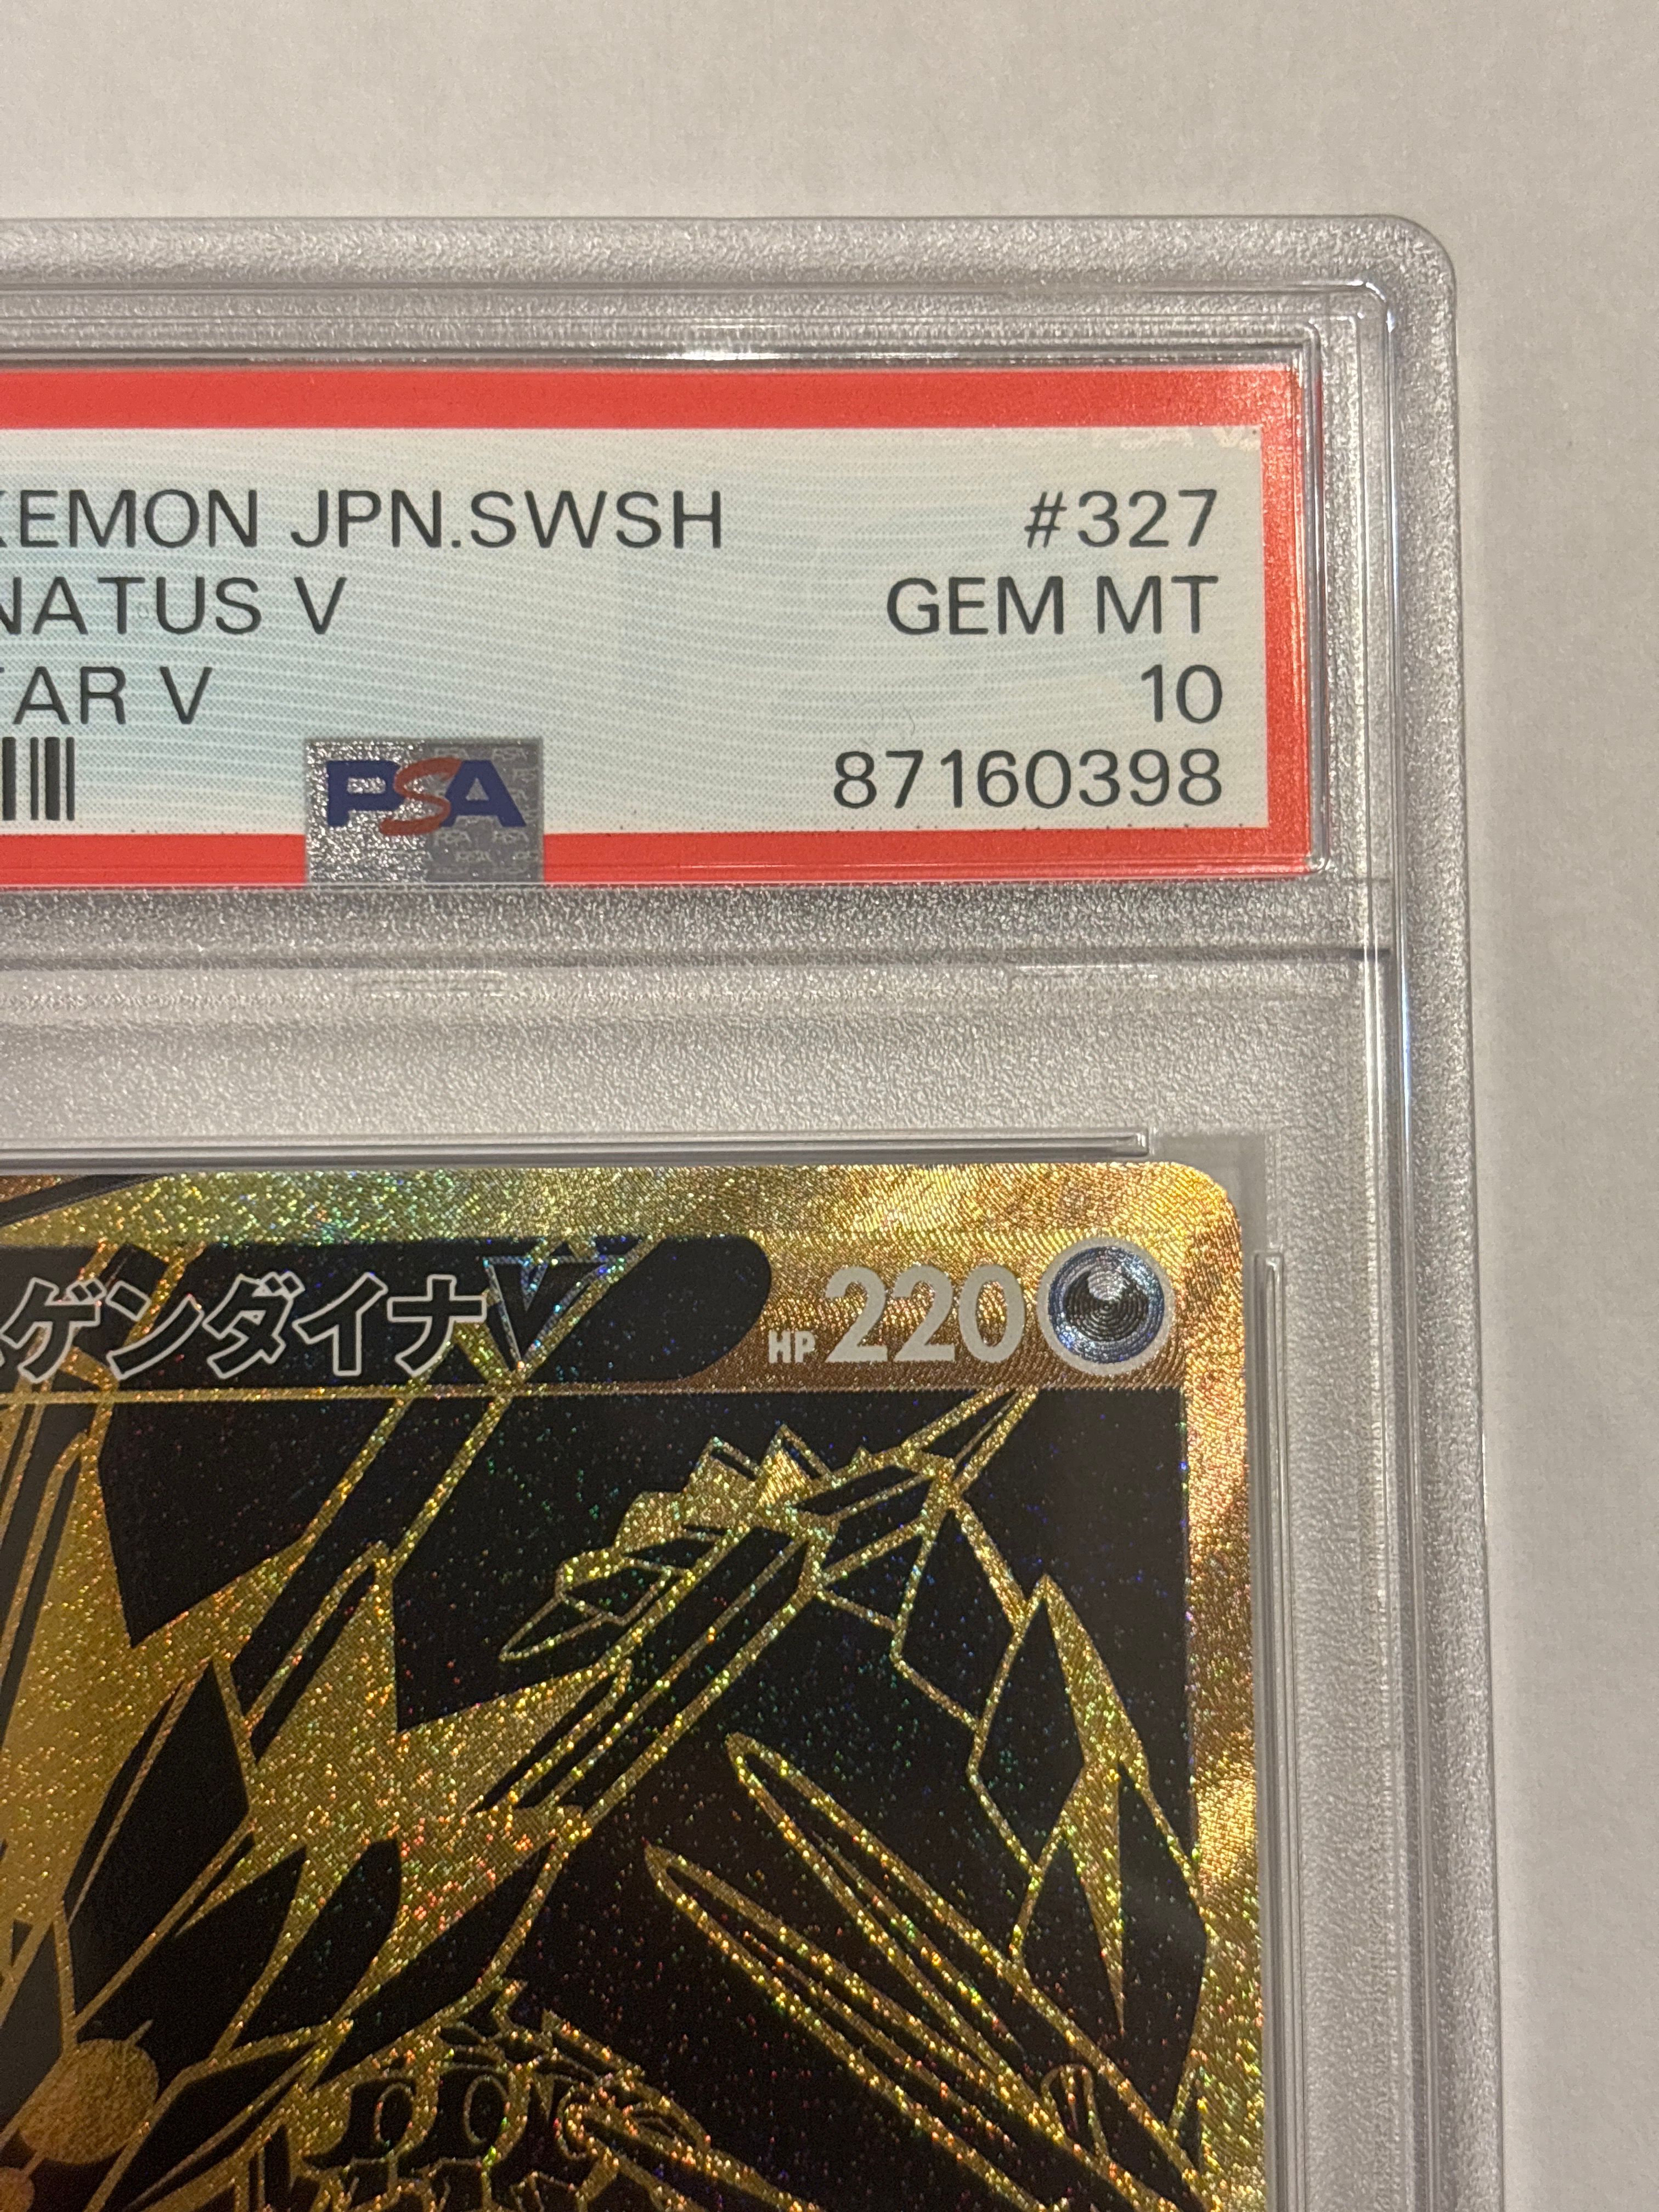 KEMON JPN.SWSH #327
NATUS V GEM MT
TAR V 10
PSA 87160398
ゲンダイナV HP 220